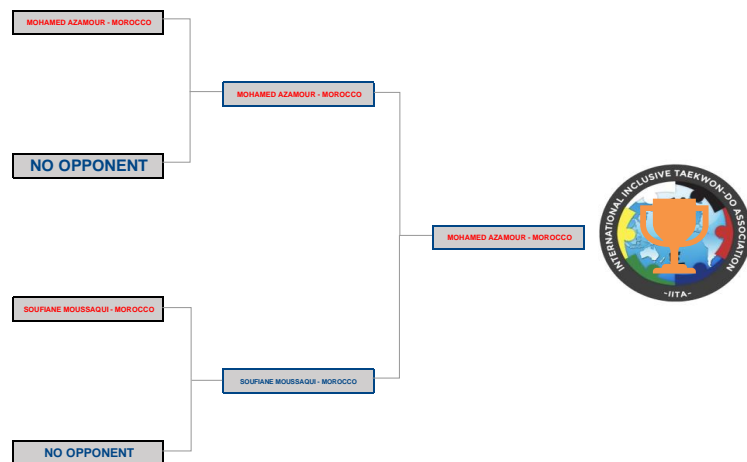 MOHAMED AZAMOUR - MOROCCO
MOHAMED AZAMOUR - MOROCCO
NO OPPONENT
MOHAMED AZAMOUR - MOROCCO
INTERNATIONAL INCLUSIVE TAEKWON-DO ASSOCIATION
-IITA-
SOUFIANE MOUSSAQUI - MOROCCO
SOUFIANE MOUSSAQUI - MOROCCO
NO OPPONENT